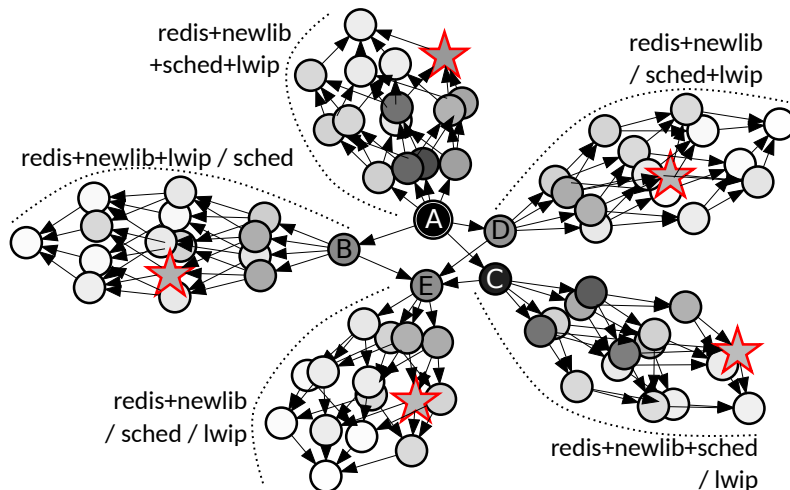 redis+newlib
+sched+lwip
redis+newlib
/ sched+lwip
redis+newlib+lwip / sched
A
B
D
C
E
redis+newlib
/ sched / lwip
redis+newlib+sched
/ lwip